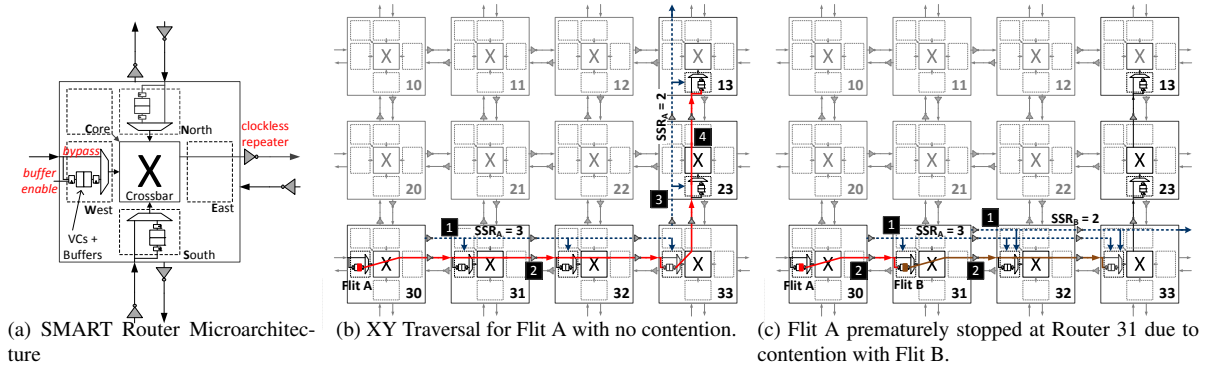 Core
North
clockless
repeater
bypass
buffer
enable
X
Crossbar
West
East
VCs +
Buffers
South
(a) SMART Router Microarchitec-
ture
X
10
X
11
X
12
13
X
20
X
21
X
22
X
23
SSR_A = 2
4
3
1
SSR_A = 3
2
Flit A
X
30
X
31
X
32
X
33
(b) XY Traversal for Flit A with no contention.
X
10
X
11
X
12
X
13
X
20
X
21
X
22
X
23
1
SSR_A = 3
1
SSR_B = 2
2
2
Flit A
Flit B
X
30
X
31
X
32
X
33
(c) Flit A prematurely stopped at Router 31 due to
contention with Flit B.